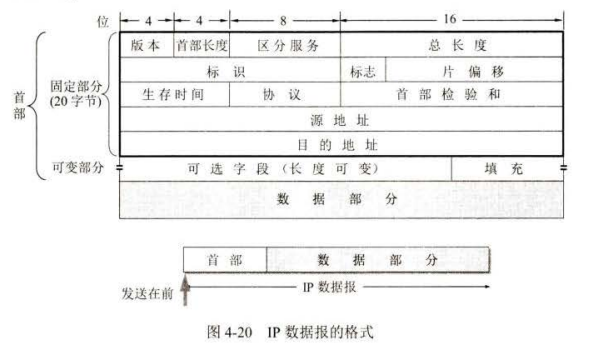 位 4 4 8 16
版本 首部长度 区分服务 总长度
标识 标志 片偏移
生存时间 协议 首部检验和
源地址
目的地址
可选字段（长度可变） 填充
数据部分
首部
固定部分
(20 字节)
可变部分
首部 数据部分
发送在前
IP 数据报
图 4-20 IP 数据报的格式